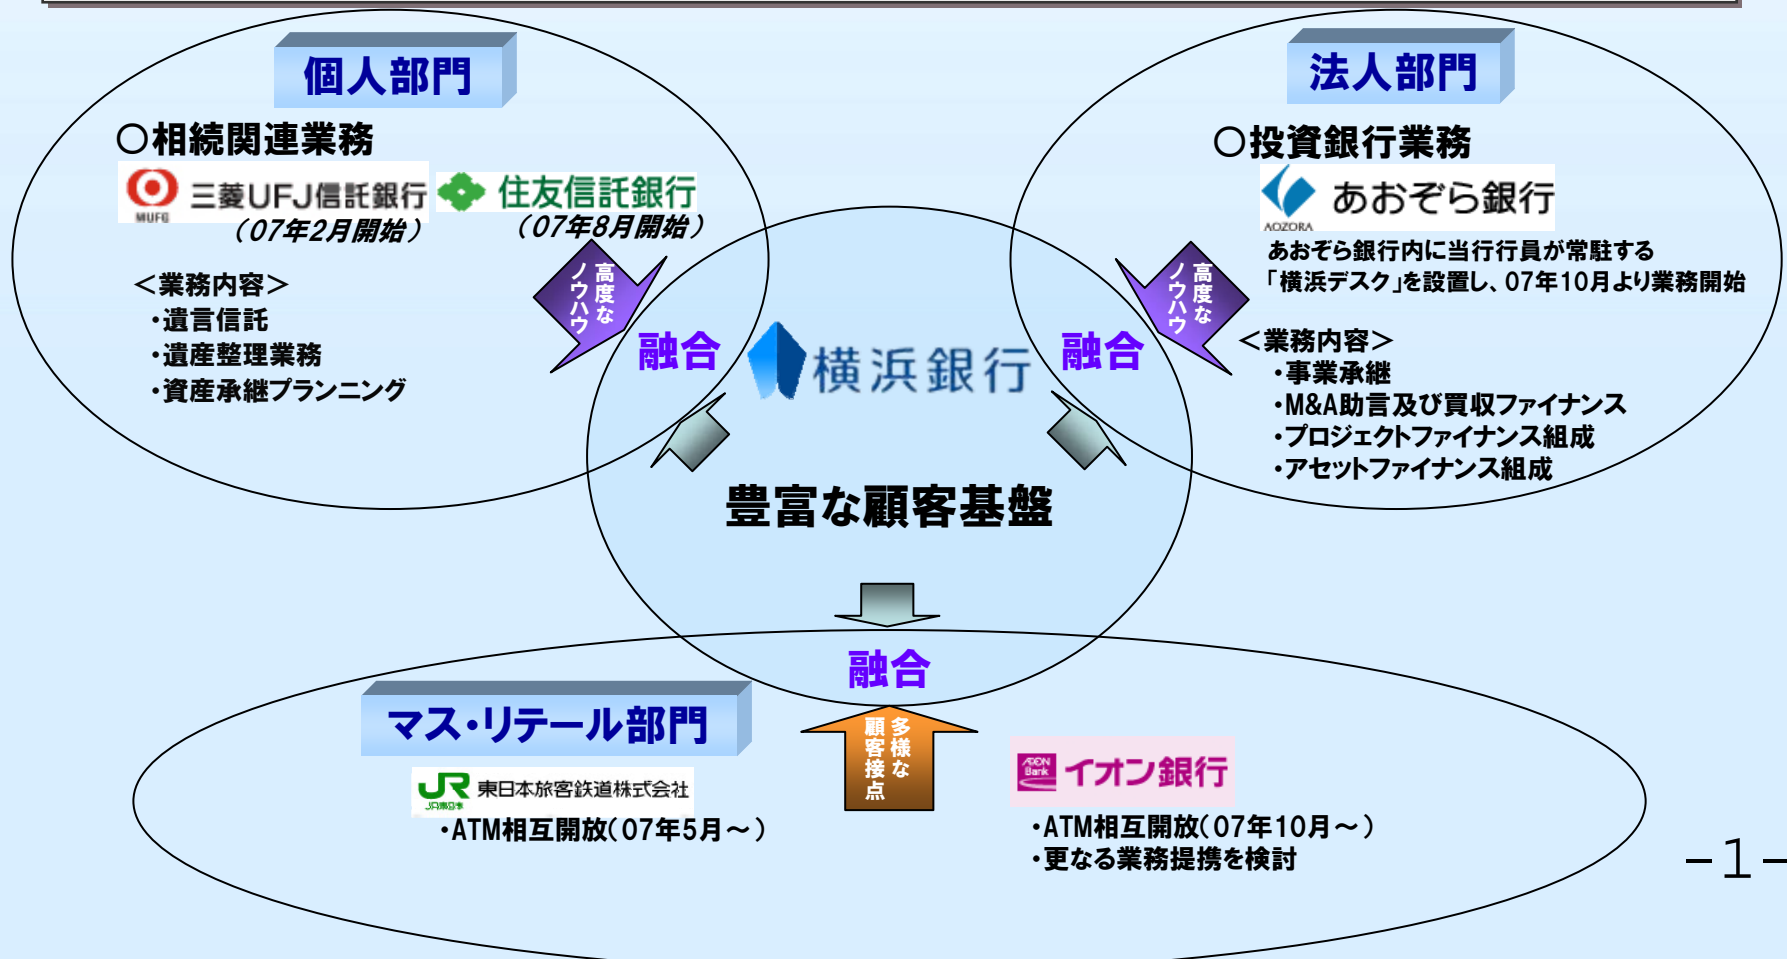 個人部門
○相続関連業務
MUFG
三菱UFJ信託銀行
(07年2月開始)
住友信託銀行
(07年8月開始)
<業務内容>
・遺言信託
・遺産整理業務
・資産承継プランニング
高度な
ノウハウ
融合
法人部門
○投資銀行業務
AOZORA
あおぞら銀行
あおぞら銀行内に当行行員が常駐する
「横浜デスク」を設置し、07年10月より業務開始
高度な
ノウハウ
融合
<業務内容>
・事業承継
・M&A助言及び買収ファイナンス
・プロジェクトファイナンス組成
・アセットファイナンス組成
横浜銀行
豊富な顧客基盤
融合
マス・リテール部門
多様な
顧客接点
JR
JR東日本
東日本旅客鉄道株式会社
・ATM相互開放(07年5月~)
AEON
Bank
イオン銀行
・ATM相互開放(07年10月~)
・更なる業務提携を検討
-1-